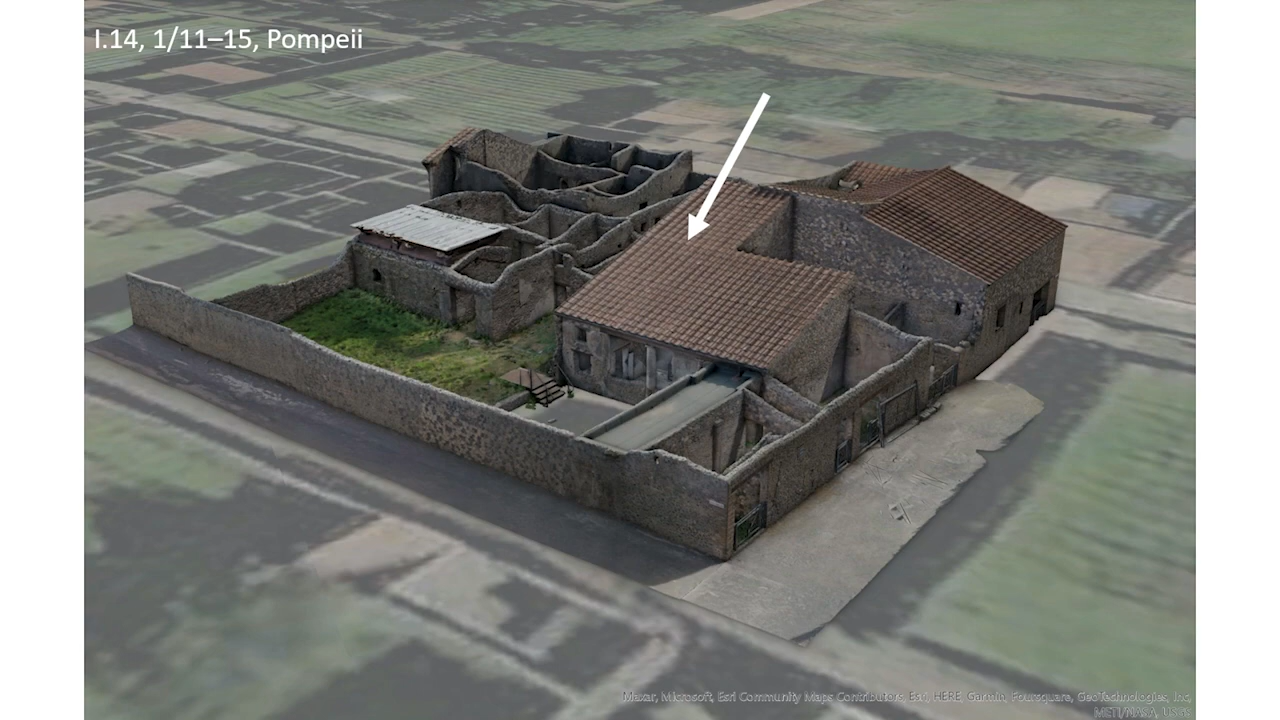 I.14, 1/11–15, Pompeii
Maxar, Microsoft, Esri Community Maps Contributors, Esri, HERE, Garmin, Foursquare, GeoTechnologies, Inc,
METI/NASA, USGS